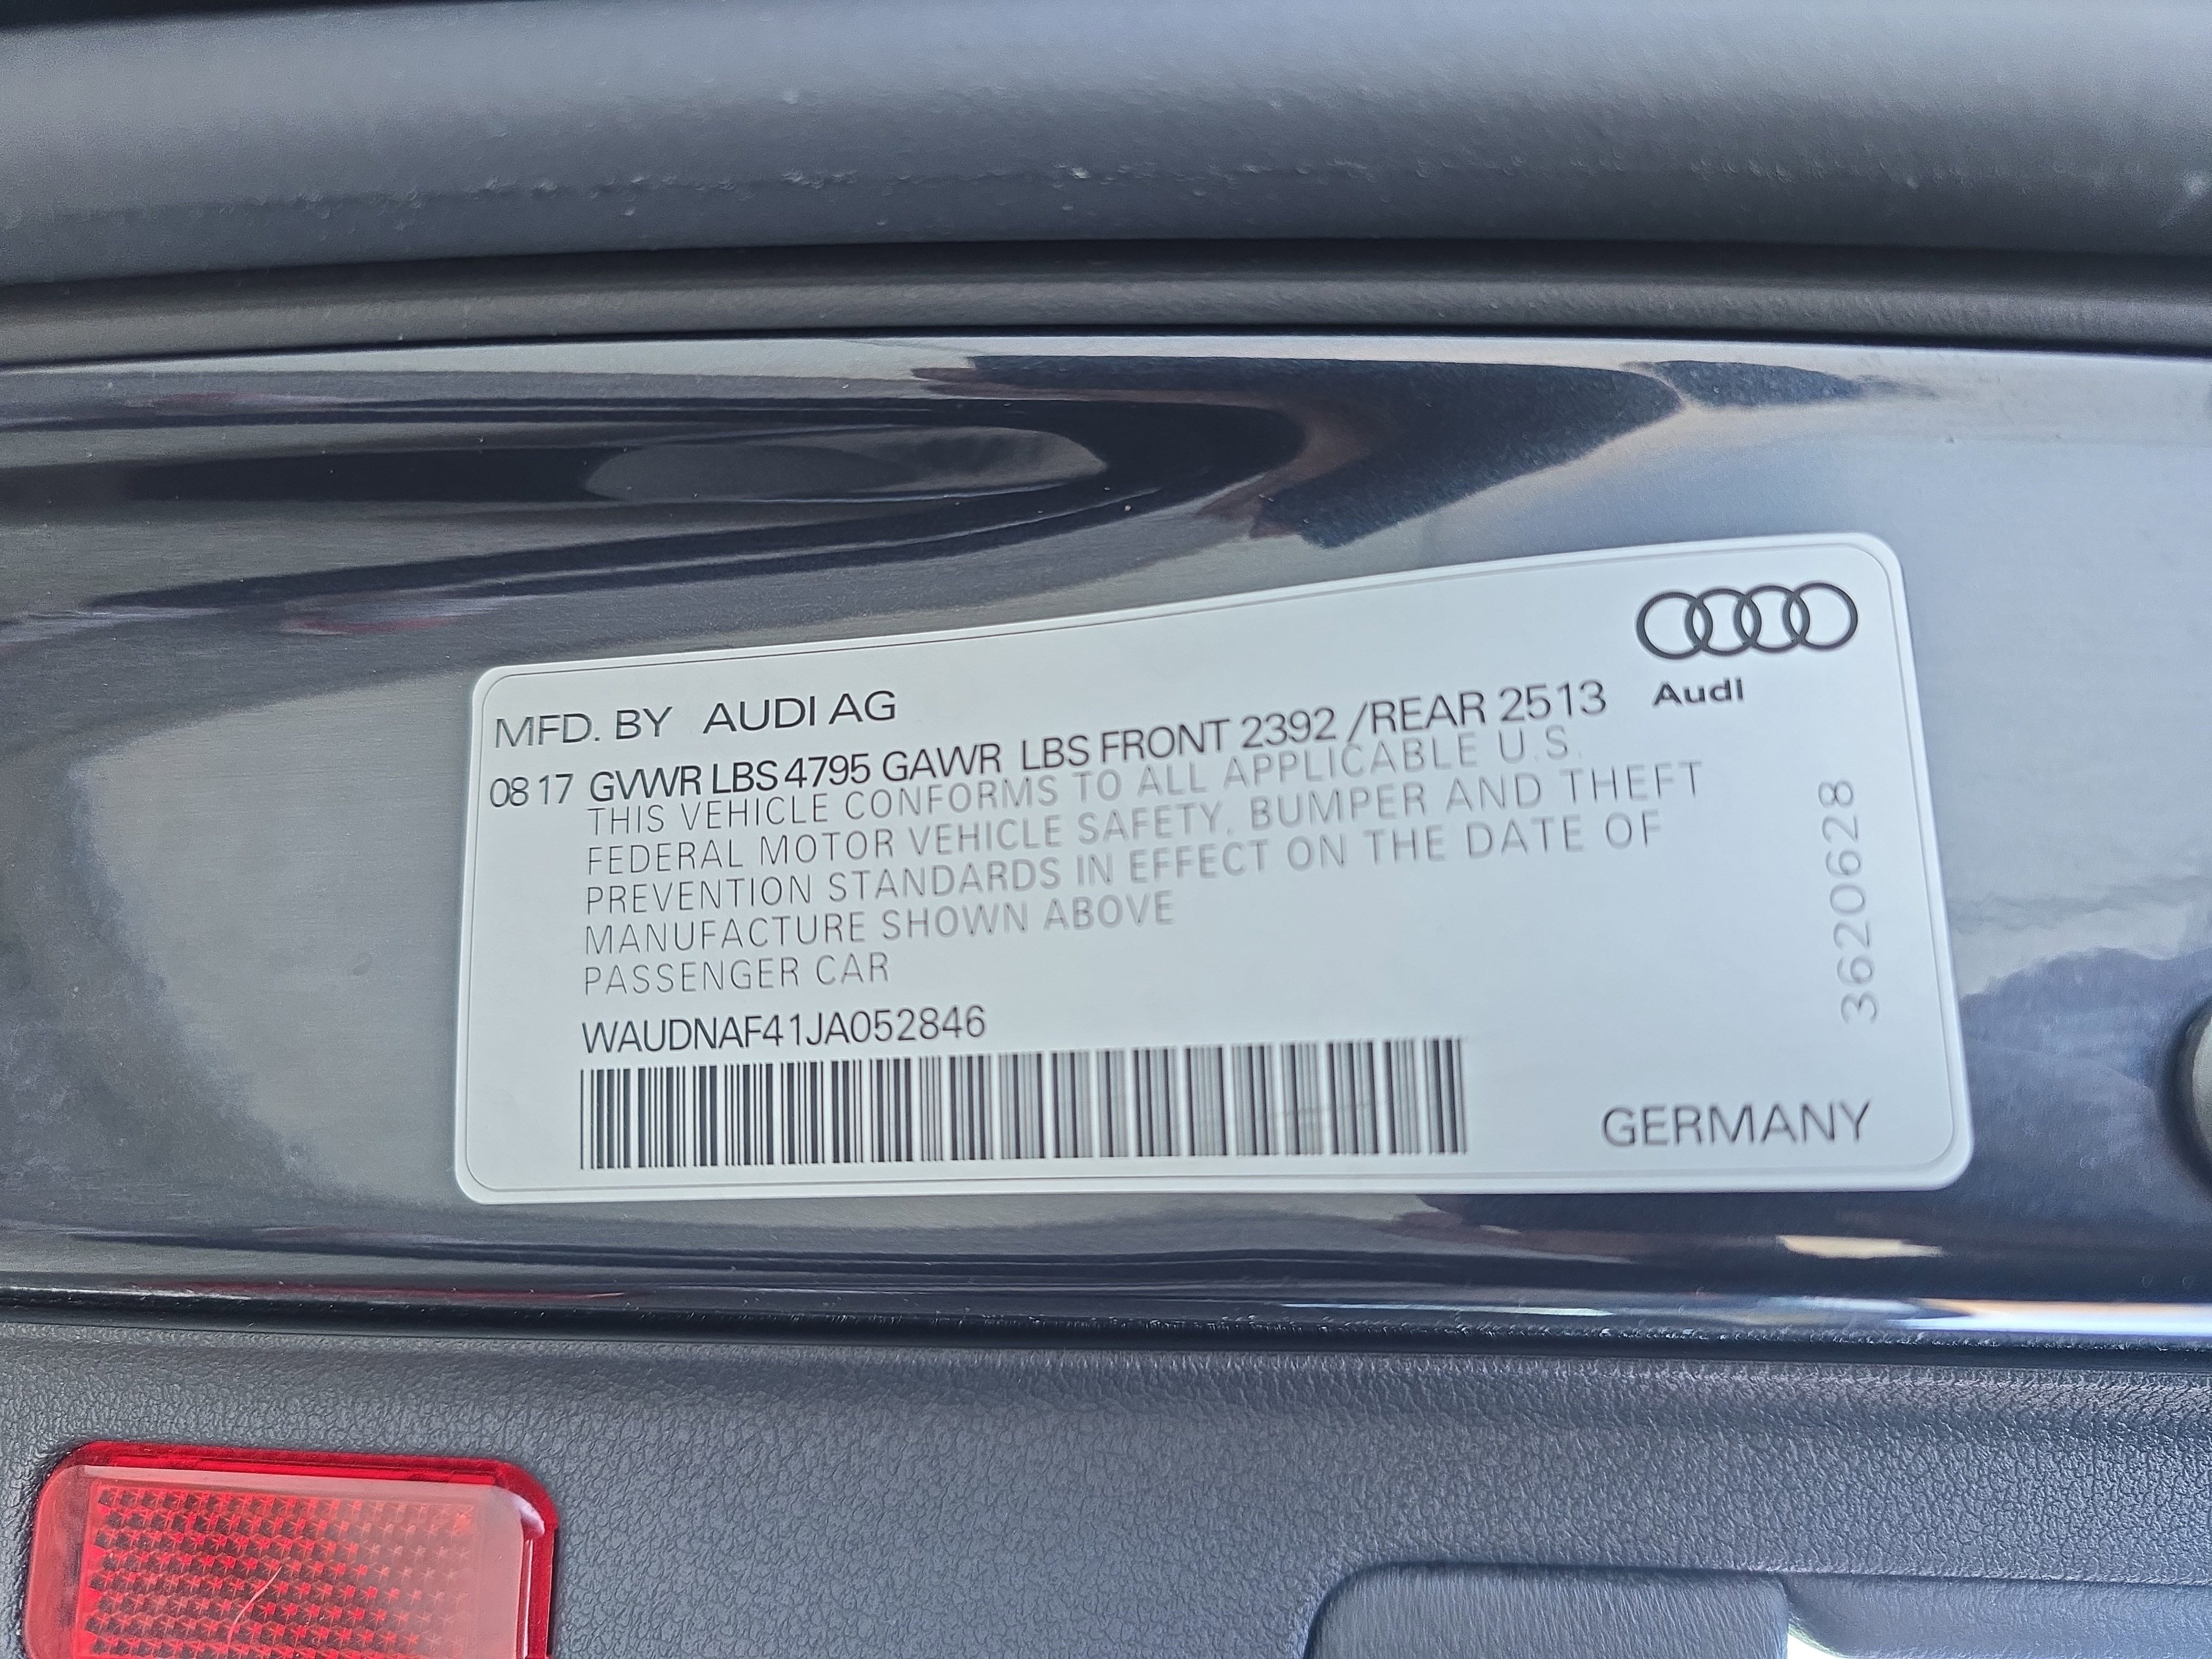 MFD. BY AUDI AG
Audi
08 17 GVWR LBS 4795 GAWR LBS FRONT 2392 /REAR 2513
THIS VEHICLE CONFORMS TO ALL APPLICABLE U.S.
FEDERAL MOTOR VEHICLE SAFETY, BUMPER AND THEFT
PREVENTION STANDARDS IN EFFECT ON THE DATE OF
MANUFACTURE SHOWN ABOVE
PASSENGER CAR
WAUDNAF41JA052846
3620628
GERMANY